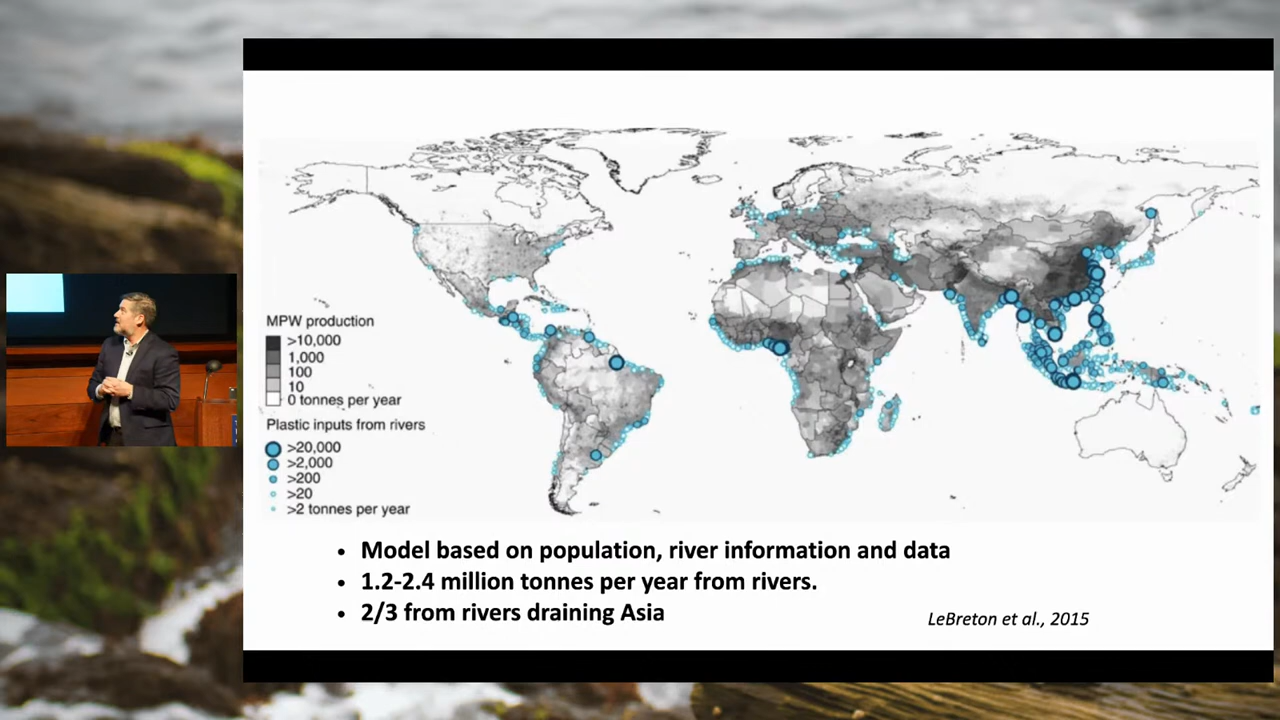 MPW production
>10,000
1,000
100
10
0 tonnes per year
Plastic inputs from rivers
>20,000
>2,000
>200
>20
>2 tonnes per year
• Model based on population, river information and data
• 1.2-2.4 million tonnes per year from rivers.
• 2/3 from rivers draining Asia
LeBreton et al., 2015